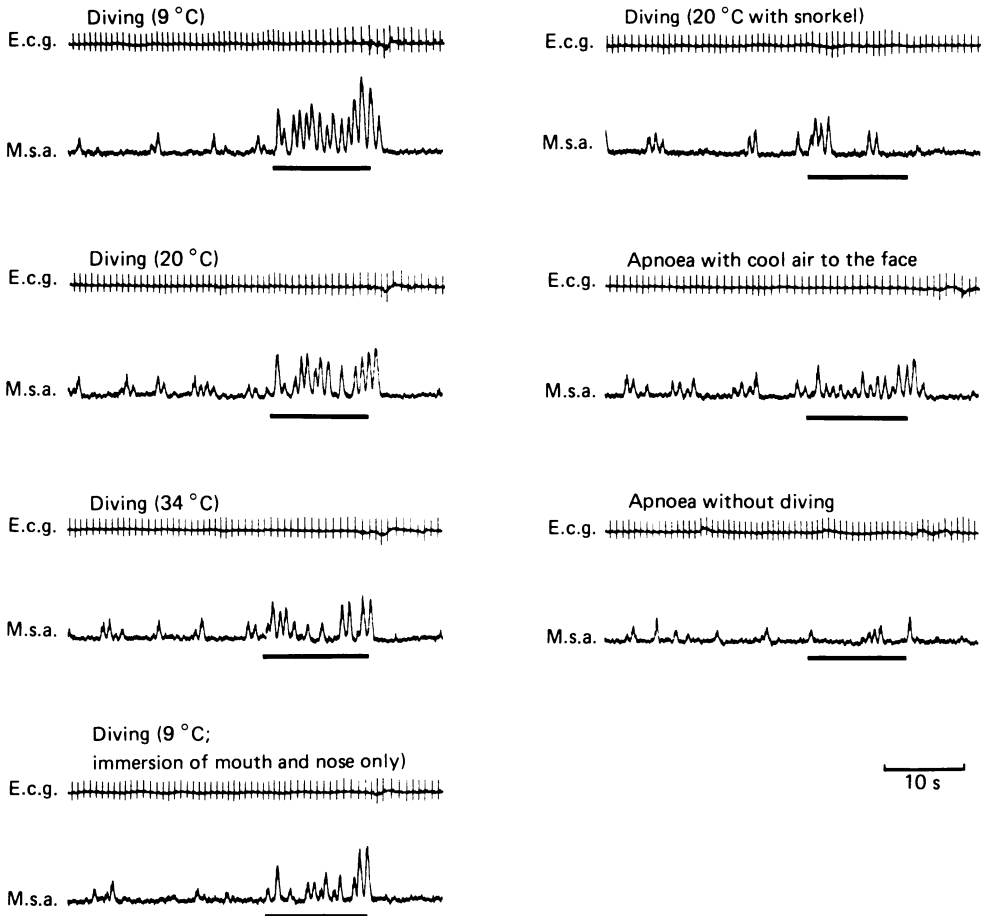 Diving (9 °C)
E.c.g.
M.s.a.
Diving (20 °C)
E.c.g.
M.s.a.
Diving (34 °C)
E.c.g.
M.s.a.
Diving (9 °C;
immersion of mouth and nose only)
E.c.g.
M.s.a.
Diving (20 °C with snorkel)
E.c.g.
M.s.a.
Apnoea with cool air to the face
E.c.g.
M.s.a.
Apnoea without diving
E.c.g.
M.s.a.
10 s